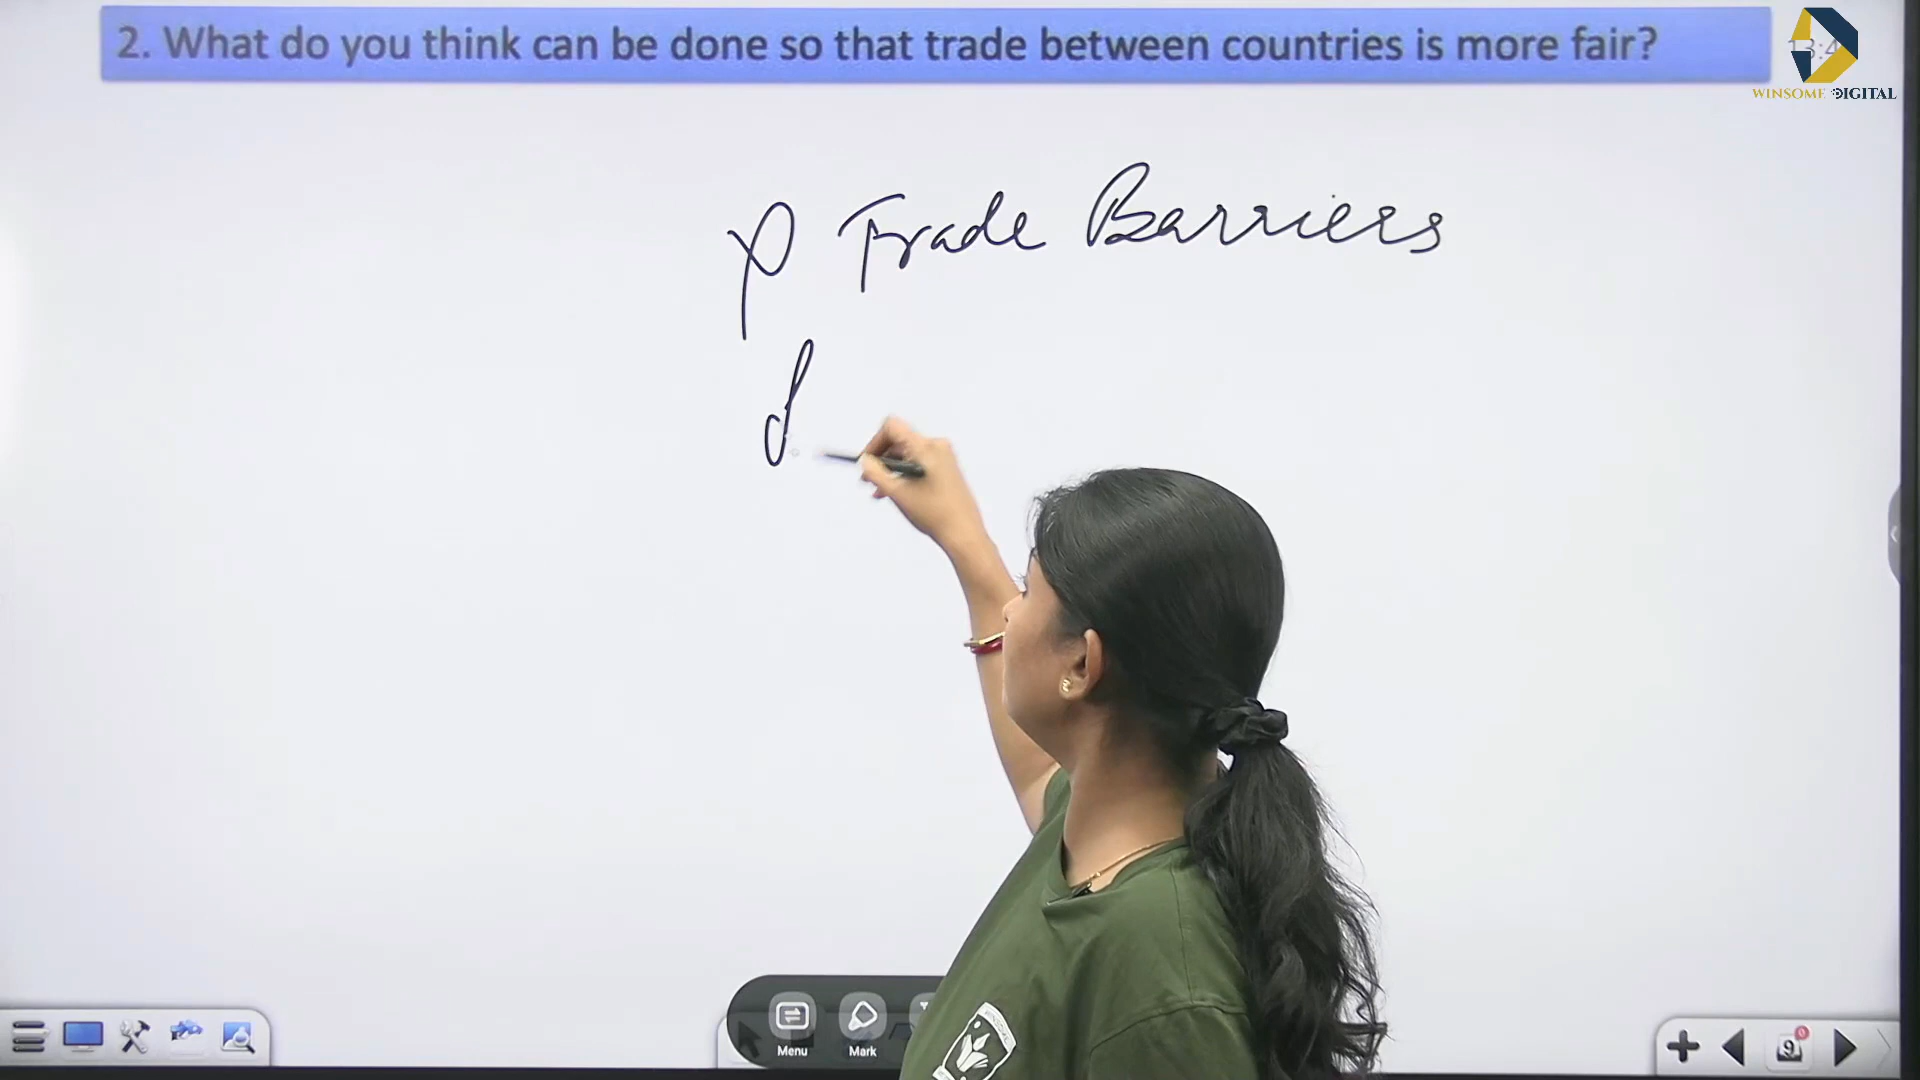 2. What do you think can be done so that trade between countries is more fair?
WINSOME DIGITAL
Trade Barriers
Menu
Mark
9